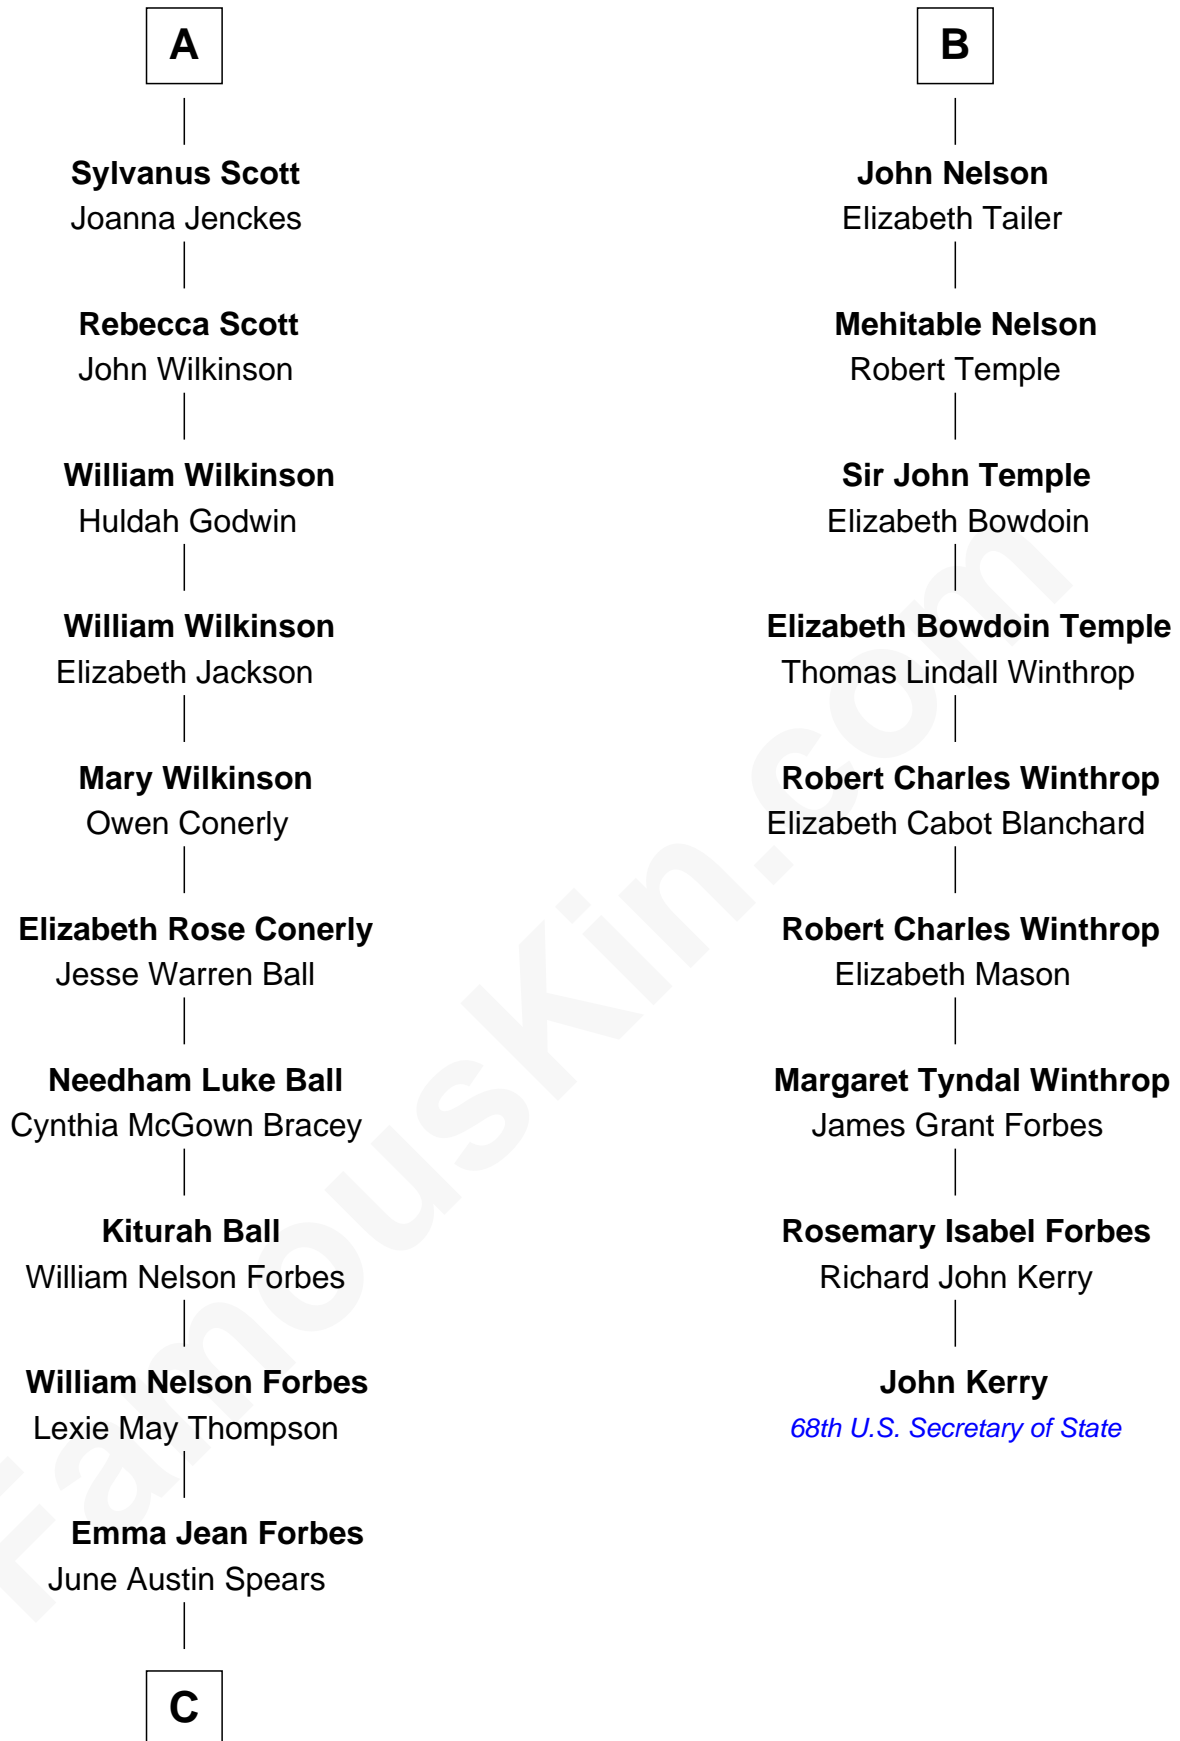 A
Sylvanus Scott
Joanna Jenckes
Rebecca Scott
John Wilkinson
William Wilkinson
Huldah Godwin
William Wilkinson
Elizabeth Jackson
Mary Wilkinson
Owen Conerly
Elizabeth Rose Conerly
Jesse Warren Ball
Needham Luke Ball
Cynthia McGown Bracey
Kiturah Ball
William Nelson Forbes
William Nelson Forbes
Lexie May Thompson
Emma Jean Forbes
June Austin Spears
C
B
John Nelson
Elizabeth Tailer
Mehitable Nelson
Robert Temple
Sir John Temple
Elizabeth Bowdoin
Elizabeth Bowdoin Temple
Thomas Lindall Winthrop
Robert Charles Winthrop
Elizabeth Cabot Blanchard
Robert Charles Winthrop
Elizabeth Mason
Margaret Tyndal Winthrop
James Grant Forbes
Rosemary Isabel Forbes
Richard John Kerry
John Kerry
68th U.S. Secretary of State
FamousKin.com